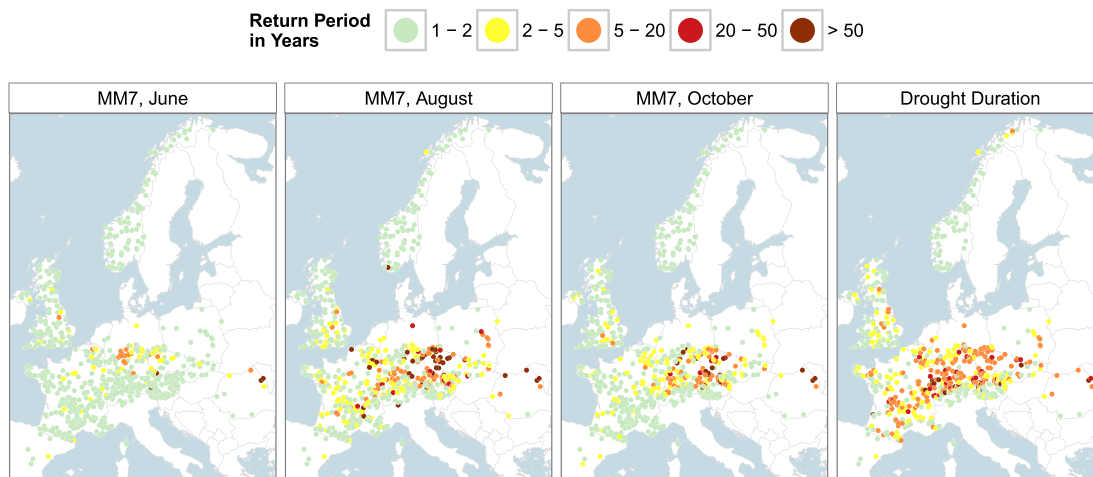 Return Period
in Years
1 − 2
2 − 5
5 − 20
20 − 50
> 50
MM7, June
MM7, August
MM7, October
Drought Duration